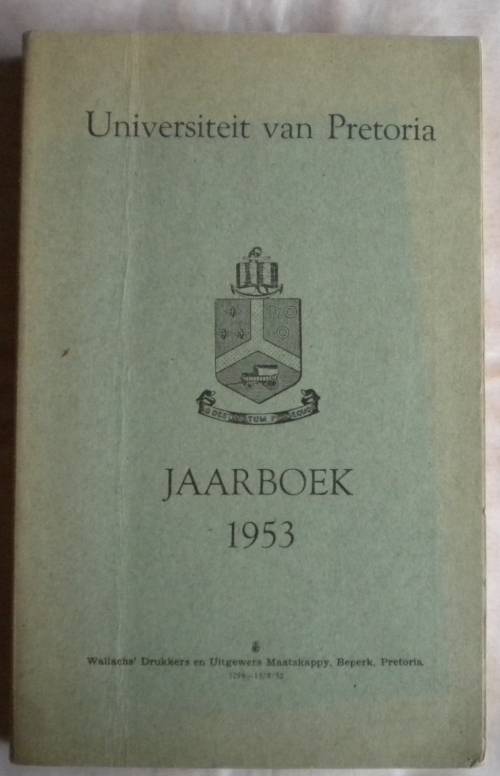 Universiteit van Pretoria
JAARBOEK
1953
Wallachs' Drukkers en Uitgewers Maatskappy, Beperk, Pretoria